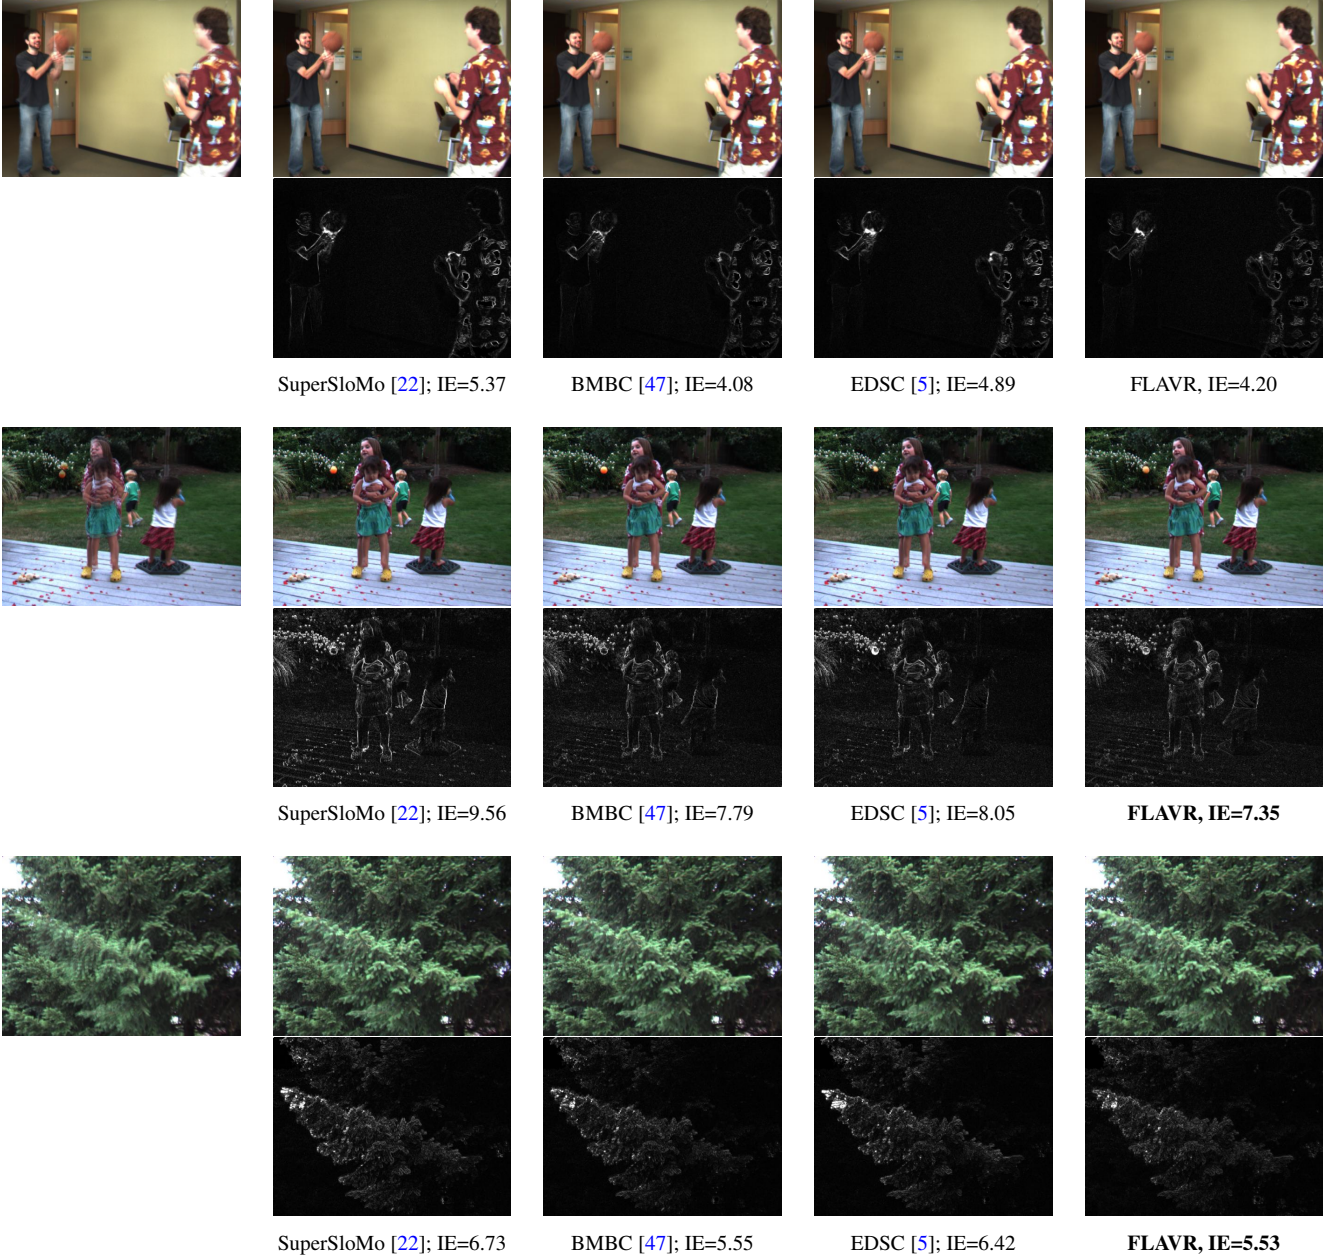 SuperSloMo [22]; IE=5.37 BMBC [47]; IE=4.08 EDSC [5]; IE=4.89 FLAVR, IE=4.20
SuperSloMo [22]; IE=9.56 BMBC [47]; IE=7.79 EDSC [5]; IE=8.05 FLAVR, IE=7.35
SuperSloMo [22]; IE=6.73 BMBC [47]; IE=5.55 EDSC [5]; IE=6.42 FLAVR, IE=5.53